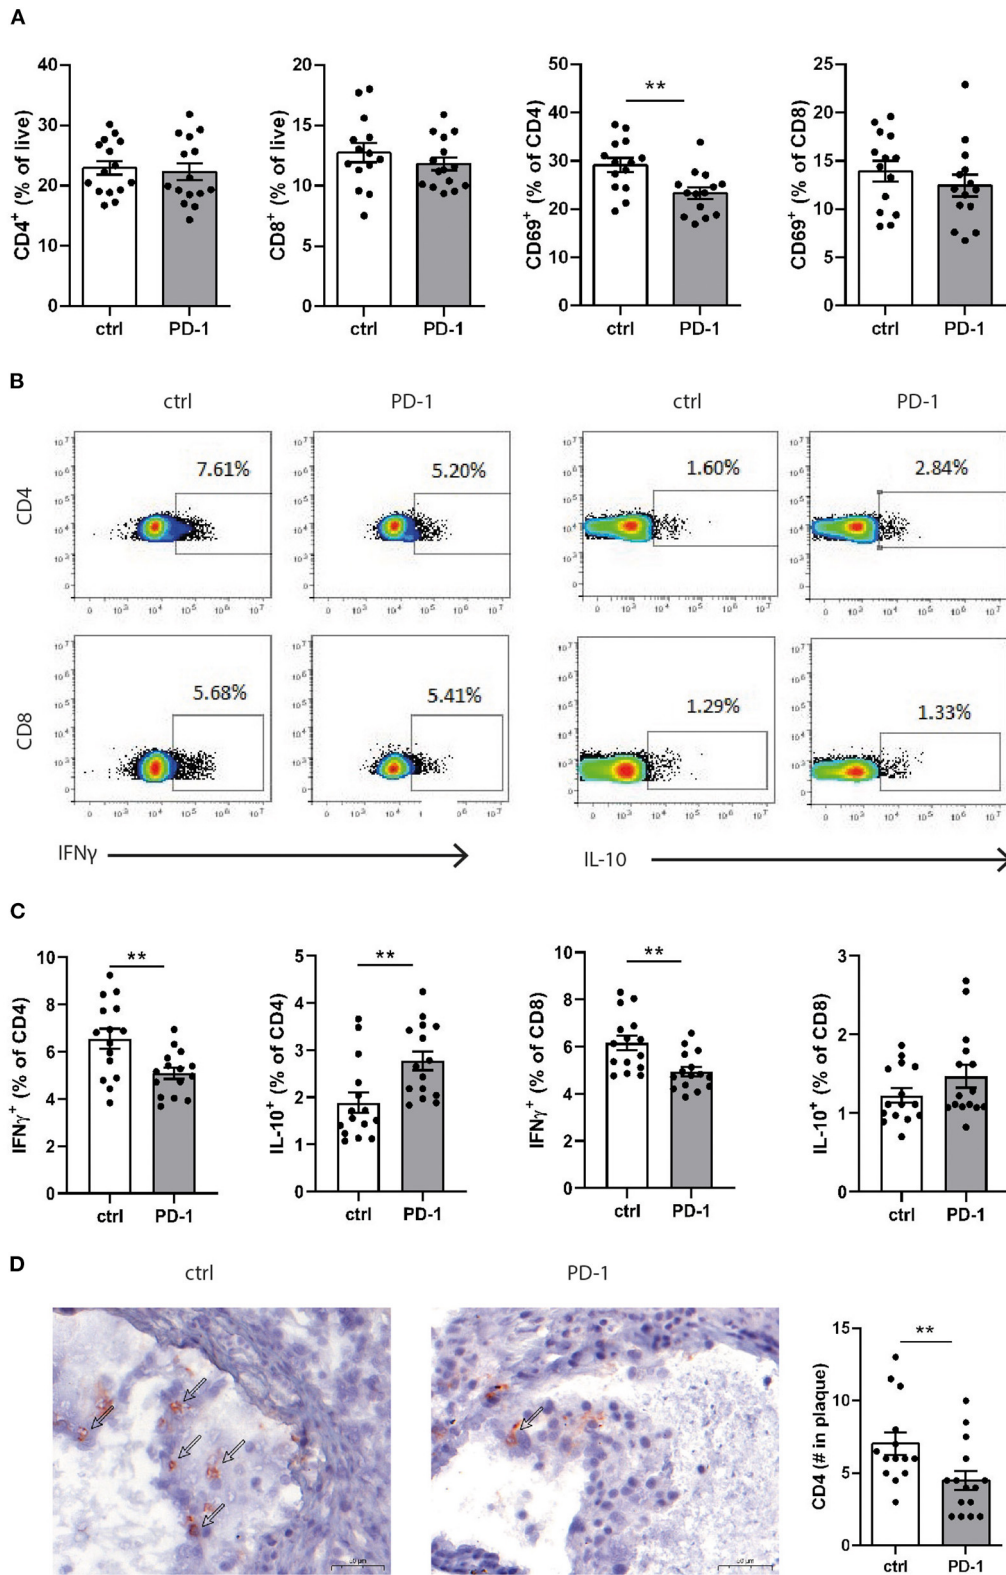 A
CD4⁺ (% of live)
40
30
20
10
0
ctrl PD-1
CD8⁺ (% of live)
20
15
10
5
0
ctrl PD-1
CD69⁺ (% of CD4)
50
40
30
20
10
0
**
ctrl PD-1
CD69⁺ (% of CD8)
25
20
15
10
5
0
ctrl PD-1
B
ctrl PD-1 ctrl PD-1
CD4
7.61% 5.20% 1.60% 2.84%
CD8
5.68% 5.41% 1.29% 1.33%
IFNγ IL-10
C
IFNγ⁺ (% of CD4)
10
8
6
4
2
0
**
ctrl PD-1
IL-10⁺ (% of CD4)
5
4
3
2
1
0
**
ctrl PD-1
IFNγ⁺ (% of CD8)
10
8
6
4
2
0
**
ctrl PD-1
IL-10⁺ (% of CD8)
3
2
1
0
ctrl PD-1
D
ctrl PD-1
CD4 (# in plaque)
15
10
5
0
**
ctrl PD-1